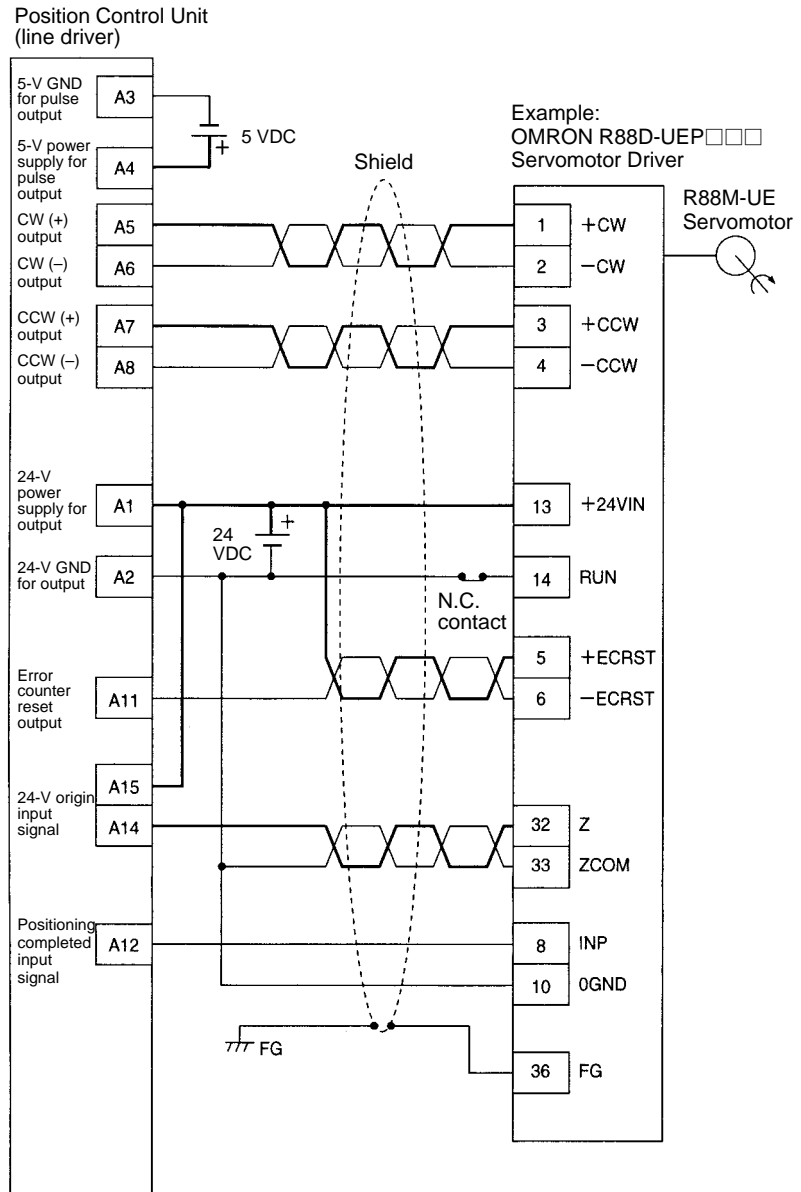 Position Control Unit
(line driver)
5-V GND
for pulse
output
A3
5-V power
supply for
pulse
output
A4
+
5 VDC
CW (+)
output
A5
CW (–)
output
A6
CCW (+)
output
A7
CCW (–)
output
A8
Shield
Example:
OMRON R88D-UEP□□□
Servomotor Driver
R88M-UE
Servomotor
1 +CW
2 −CW
3 +CCW
4 −CCW
24-V
power
supply for
output
A1
24-V GND
for output
A2
24
VDC
+
13 +24VIN
14 RUN
N.C.
contact
5 +ECRST
6 −ECRST
Error
counter
reset
output
A11
A15
24-V origin
input
signal
A14
32 Z
33 ZCOM
Positioning
completed
input
signal
A12
8 INP
10 0GND
FG
36 FG